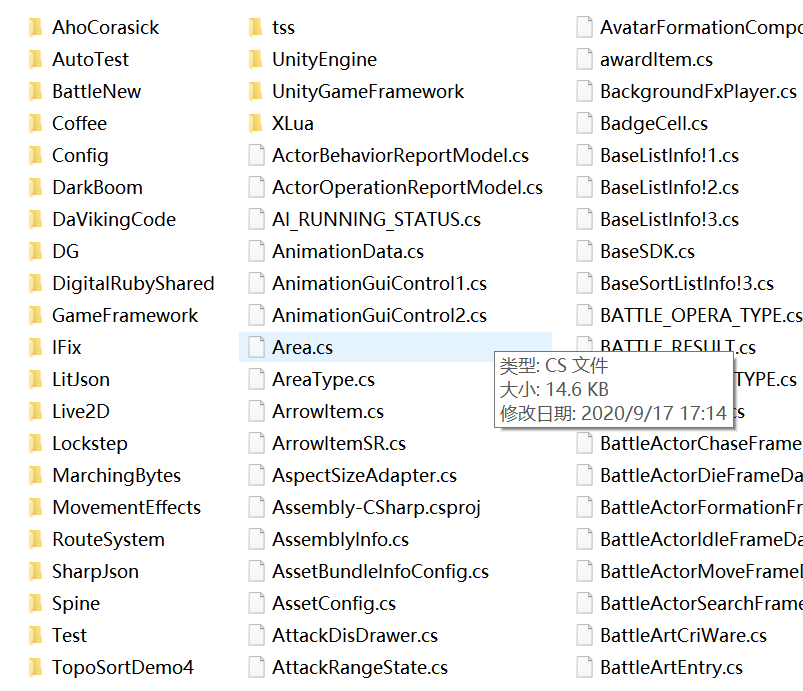 AhoCorasick
AutoTest
BattleNew
Coffee
Config
DarkBoom
DaVikingCode
DG
DigitalRubyShared
GameFramework
IFix
LitJson
Live2D
Lockstep
MarchingBytes
MovementEffects
RouteSystem
SharpJson
Spine
Test
TopoSortDemo4
tss
UnityEngine
UnityGameFramework
XLua
ActorBehaviorReportModel.cs
ActorOperationReportModel.cs
AI_RUNNING_STATUS.cs
AnimationData.cs
AnimationGuiControl1.cs
AnimationGuiControl2.cs
Area.cs
AreaType.cs
ArrowItem.cs
ArrowItemSR.cs
AspectSizeAdapter.cs
Assembly-CSharp.csproj
AssemblyInfo.cs
AssetBundleInfoConfig.cs
AssetConfig.cs
AttackDisDrawer.cs
AttackRangeState.cs
AvatarFormationCompo
awardItem.cs
BackgroundFxPlayer.cs
BadgeCell.cs
BaseListInfo!1.cs
BaseListInfo!2.cs
BaseListInfo!3.cs
BaseSDK.cs
BaseSortListInfo!3.cs
BATTLE_OPERA_TYPE.cs
BATTLE_RESULT.cs
TYPE.cs
cs
BattleActorChaseFrame
BattleActorDieFrameDa
BattleActorFormationFr
BattleActorIdleFrameDa
BattleActorMoveFrameD
BattleActorSearchFrame
BattleArtCriWare.cs
BattleArtEntry.cs
类型: CS 文件
大小: 14.6 KB
修改日期: 2020/9/17 17:14